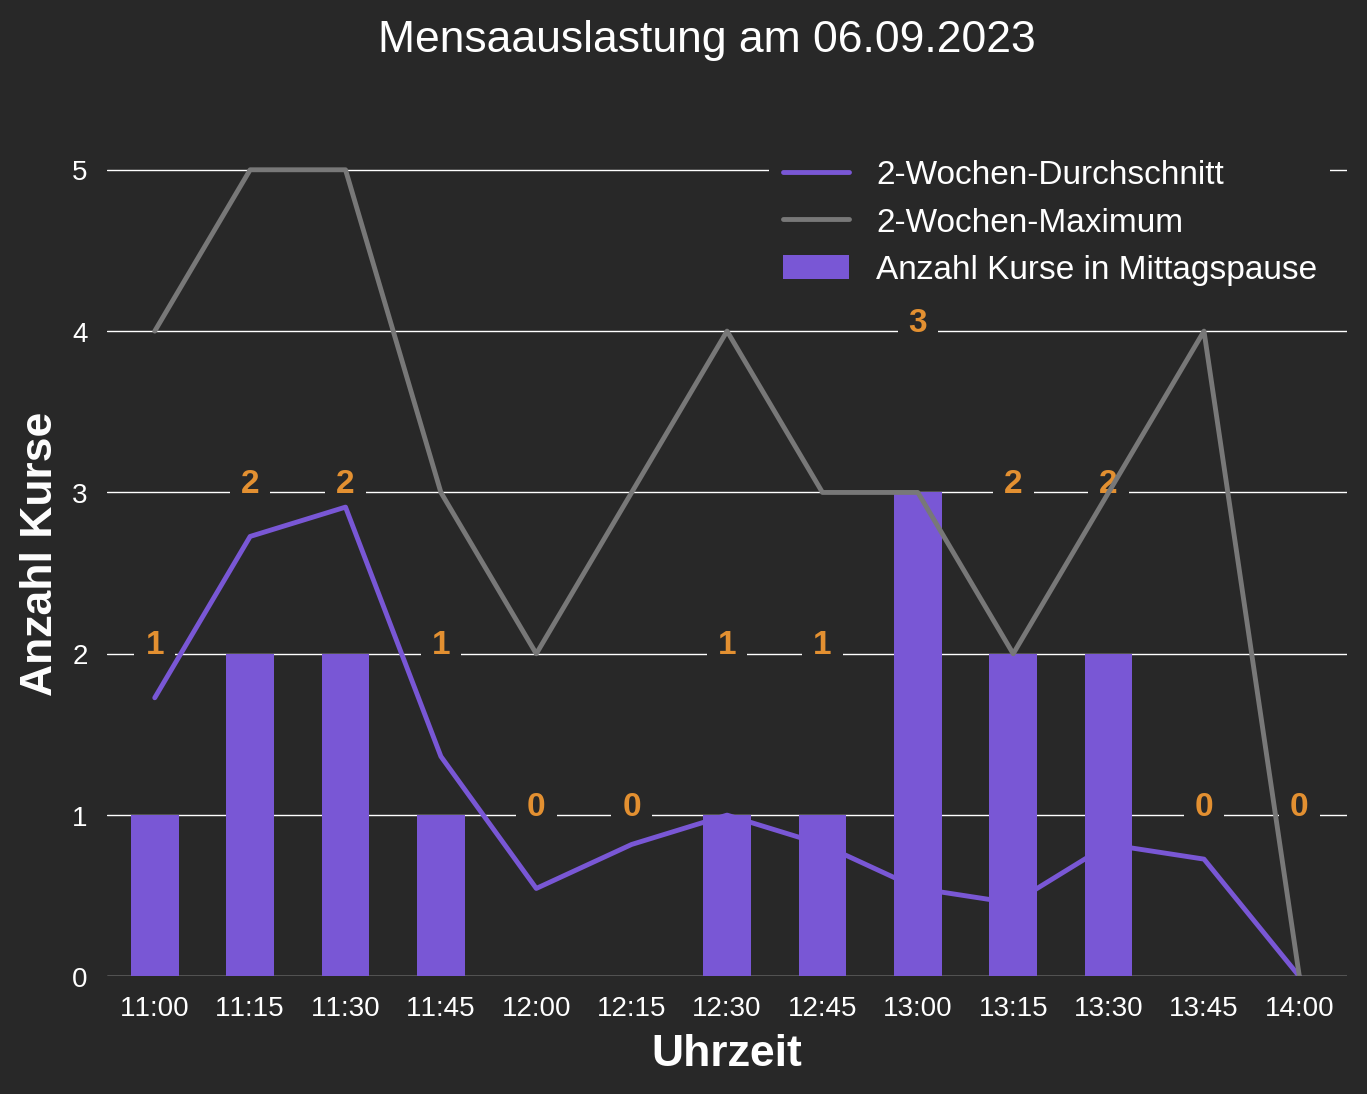 Mensaauslastung am 06.09.2023
2-Wochen-Durchschnitt
2-Wochen-Maximum
Anzahl Kurse in Mittagspause
Anzahl Kurse
5
4
3
2
1
0
1
2
2
1
0
0
1
1
3
2
2
0
0
11:00 11:15 11:30 11:45 12:00 12:15 12:30 12:45 13:00 13:15 13:30 13:45 14:00
Uhrzeit